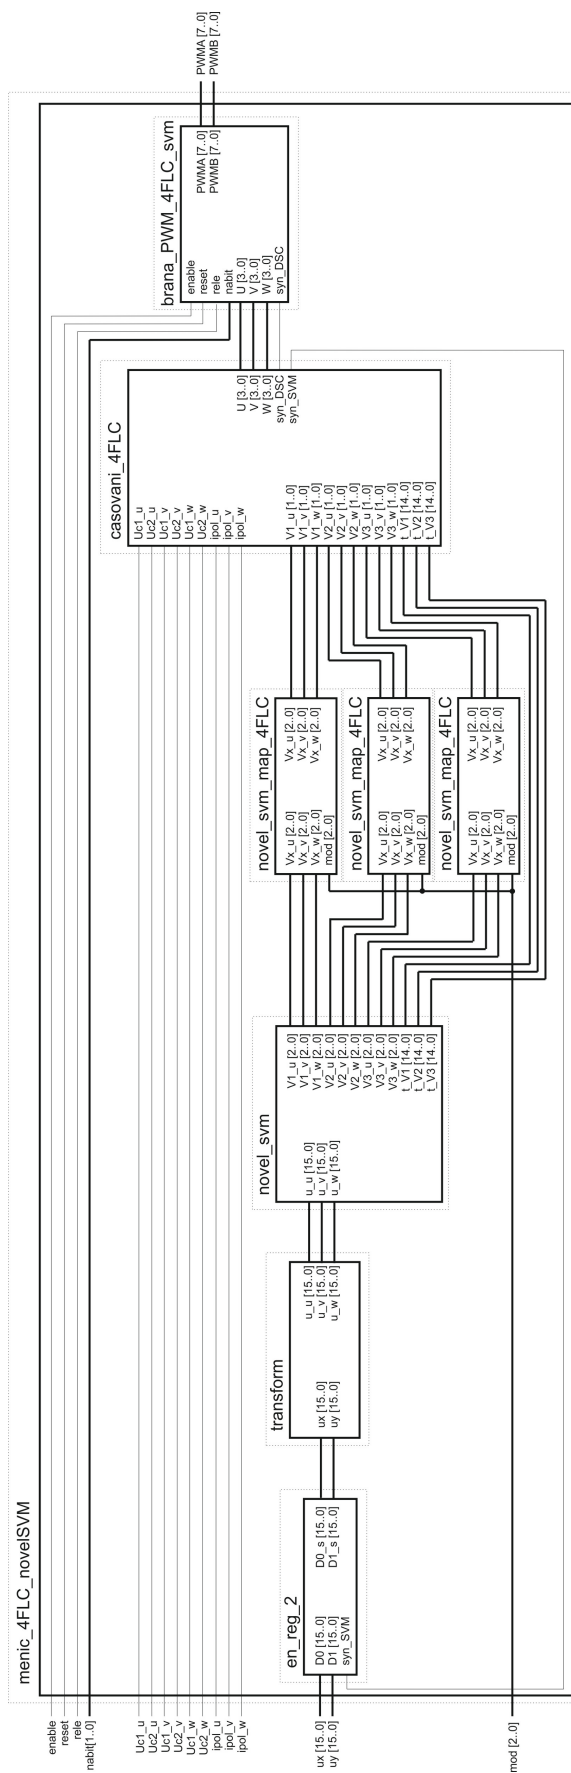 menic_4FLC_novelSVM
enable
reset
rele
nabit[1..0]
Uc1_u
Uc2_u
Uc1_v
Uc2_v
Uc1_w
Uc2_w
ipol_u
ipol_v
ipol_w
ux [15..0]
uy [15..0]
mod [2..0]
en_reg_2
D0 [15..0]
D1 [15..0]
syn_SVM
D0_s [15..0]
D1_s [15..0]
transform
ux [15..0]
uy [15..0]
u_u [15..0]
u_v [15..0]
u_w [15..0]
novel_svm
u_u [15..0]
u_v [15..0]
u_w [15..0]
V1_u [2..0]
V1_v [2..0]
V1_w [2..0]
V2_u [2..0]
V2_v [2..0]
V2_w [2..0]
V3_u [2..0]
V3_v [2..0]
V3_w [2..0]
t_V1 [14..0]
t_V2 [14..0]
t_V3 [14..0]
novel_svm_map_4FLC
Vx_u [2..0]
Vx_v [2..0]
Vx_w [2..0]
mod [2..0]
Vx_u [2..0]
Vx_v [2..0]
Vx_w [2..0]
novel_svm_map_4FLC
Vx_u [2..0]
Vx_v [2..0]
Vx_w [2..0]
mod [2..0]
Vx_u [2..0]
Vx_v [2..0]
Vx_w [2..0]
novel_svm_map_4FLC
Vx_u [2..0]
Vx_v [2..0]
Vx_w [2..0]
mod [2..0]
Vx_u [2..0]
Vx_v [2..0]
Vx_w [2..0]
casovani_4FLC
Uc1_u
Uc2_u
Uc1_v
Uc2_v
Uc1_w
Uc2_w
ipol_u
ipol_v
ipol_w
V1_u [1..0]
V1_v [1..0]
V1_w [1..0]
V2_u [1..0]
V2_v [1..0]
V2_w [1..0]
V3_u [1..0]
V3_v [1..0]
V3_w [1..0]
t_V1 [14..0]
t_V2 [14..0]
t_V3 [14..0]
U [3..0]
V [3..0]
W [3..0]
syn_DSC
syn_SVM
brana_PWM_4FLC_svm
enable
reset
rele
nabit
U [3..0]
V [3..0]
W [3..0]
syn_DSC
PWMA [7..0]
PWMB [7..0]
PWMA [7..0]
PWMB [7..0]